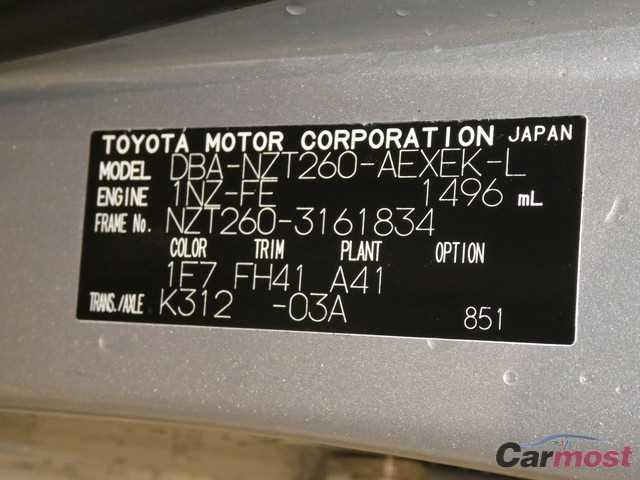 TOYOTA MOTOR CORPORATION JAPAN
MODEL DBA-NZT260-AEXEK-L
ENGINE 1NZ-FE 1496 mL
FRAME No. NZT260-3161834
COLOR TRIM PLANT OPTION
1F7 FH41 A41
TRANS./AXLE K312 -03A
851
Carmost